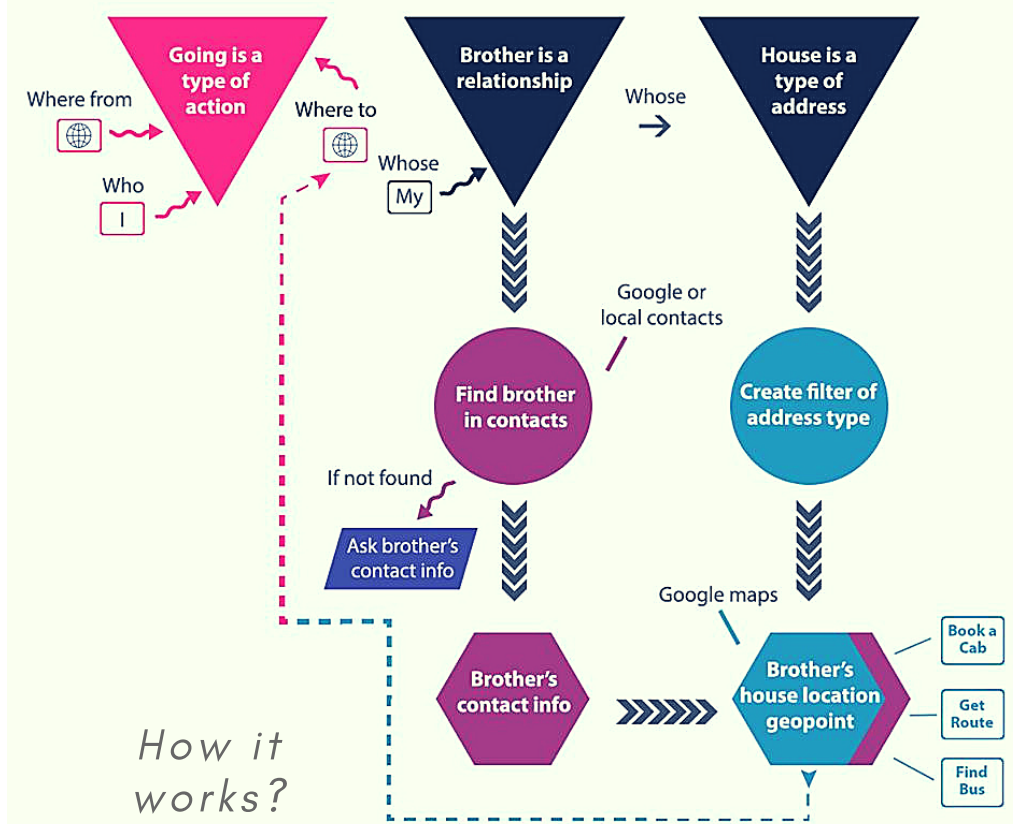 Going is a
type of
action
Where from
Where to
Who
I
Brother is a
relationship
Whose
My
Whose
House is a
type of
address
Google or
local contacts
Find brother
in contacts
Create filter of
address type
If not found
Ask brother's
contact info
Google maps
Brother's
contact info
Brother's
house location
geopoint
Book a
Cab
Get
Route
Find
Bus
How it
works?